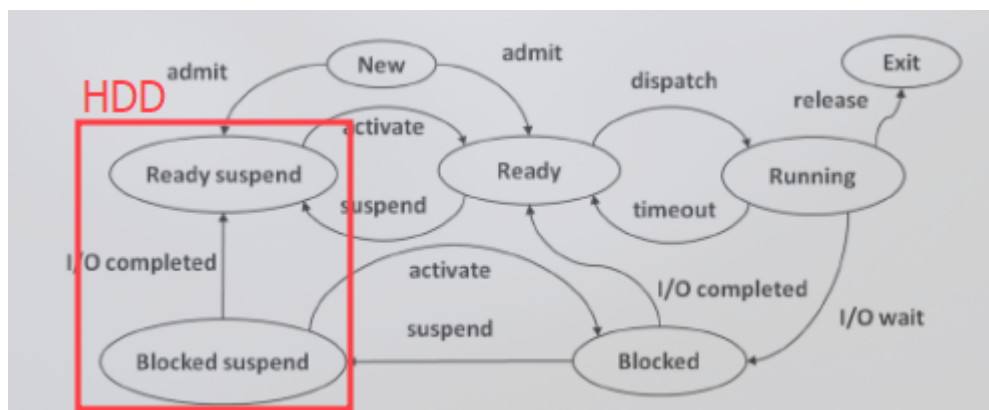 admit
New
admit
Exit
HDD
dispatch
release
activate
Ready suspend
Ready
Running
suspend
timeout
I/O completed
activate
I/O completed
I/O wait
suspend
Blocked suspend
Blocked